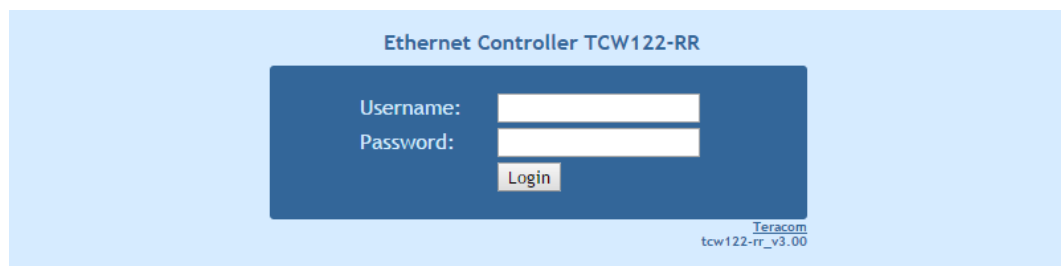 Ethernet Controller TCW122-RR
Username:
Password:
Login
Teracom
tcw122-rr_v3.00